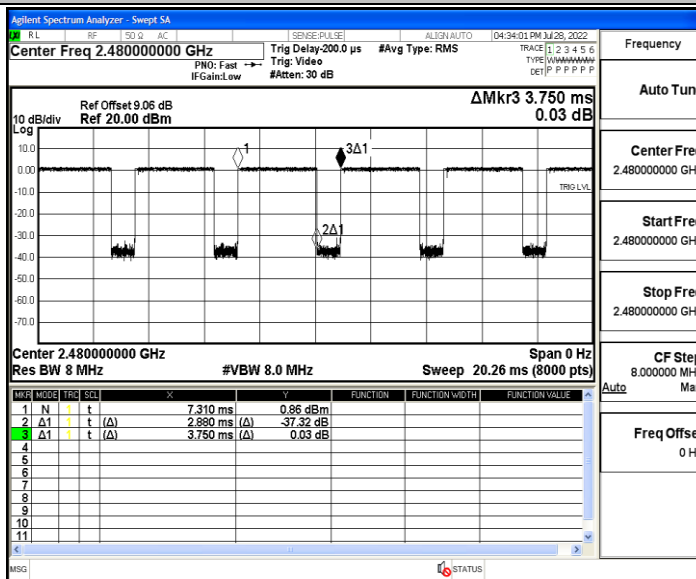 Agilent Spectrum Analyzer - Swept SA
RL RF 50 Ω AC SENSE:PULSE ALIGN AUTO 04:34:01 PM Jul 28, 2022
Center Freq 2.480000000 GHz
PNO: Fast
IFGain:Low
Trig Delay-200.0 µs
Trig: Video
#Atten: 30 dB
#Avg Type: RMS
TRACE 1 2 3 4 5 6
TYPE
DET P P P P P P
ΔMkr3 3.750 ms
0.03 dB
Ref Offset 9.06 dB
10 dB/div Ref 20.00 dBm
Log
10.0
0.00
-10.0
-20.0
-30.0
-40.0
-50.0
-60.0
-70.0
1
3Δ1
2Δ1
TRIG LVL
Center 2.480000000 GHz Span 0 Hz
Res BW 8 MHz #VBW 8.0 MHz Sweep 20.26 ms (8000 pts)
MKR MODE TRC SCL X Y FUNCTION FUNCTION WIDTH FUNCTION VALUE
1 N 1 t 7.310 ms 0.86 dBm
2 Δ1 1 t (Δ) 2.880 ms (Δ) -37.32 dB
3 Δ1 1 t (Δ) 3.750 ms (Δ) 0.03 dB
4
5
6
7
8
9
10
11
MSG STATUS
Frequency
Auto Tun
Center Fre
2.480000000 GH
Start Fre
2.480000000 GH
Stop Fre
2.480000000 GH
CF Step
8.000000 MH
Auto Ma
Freq Offse
0 H